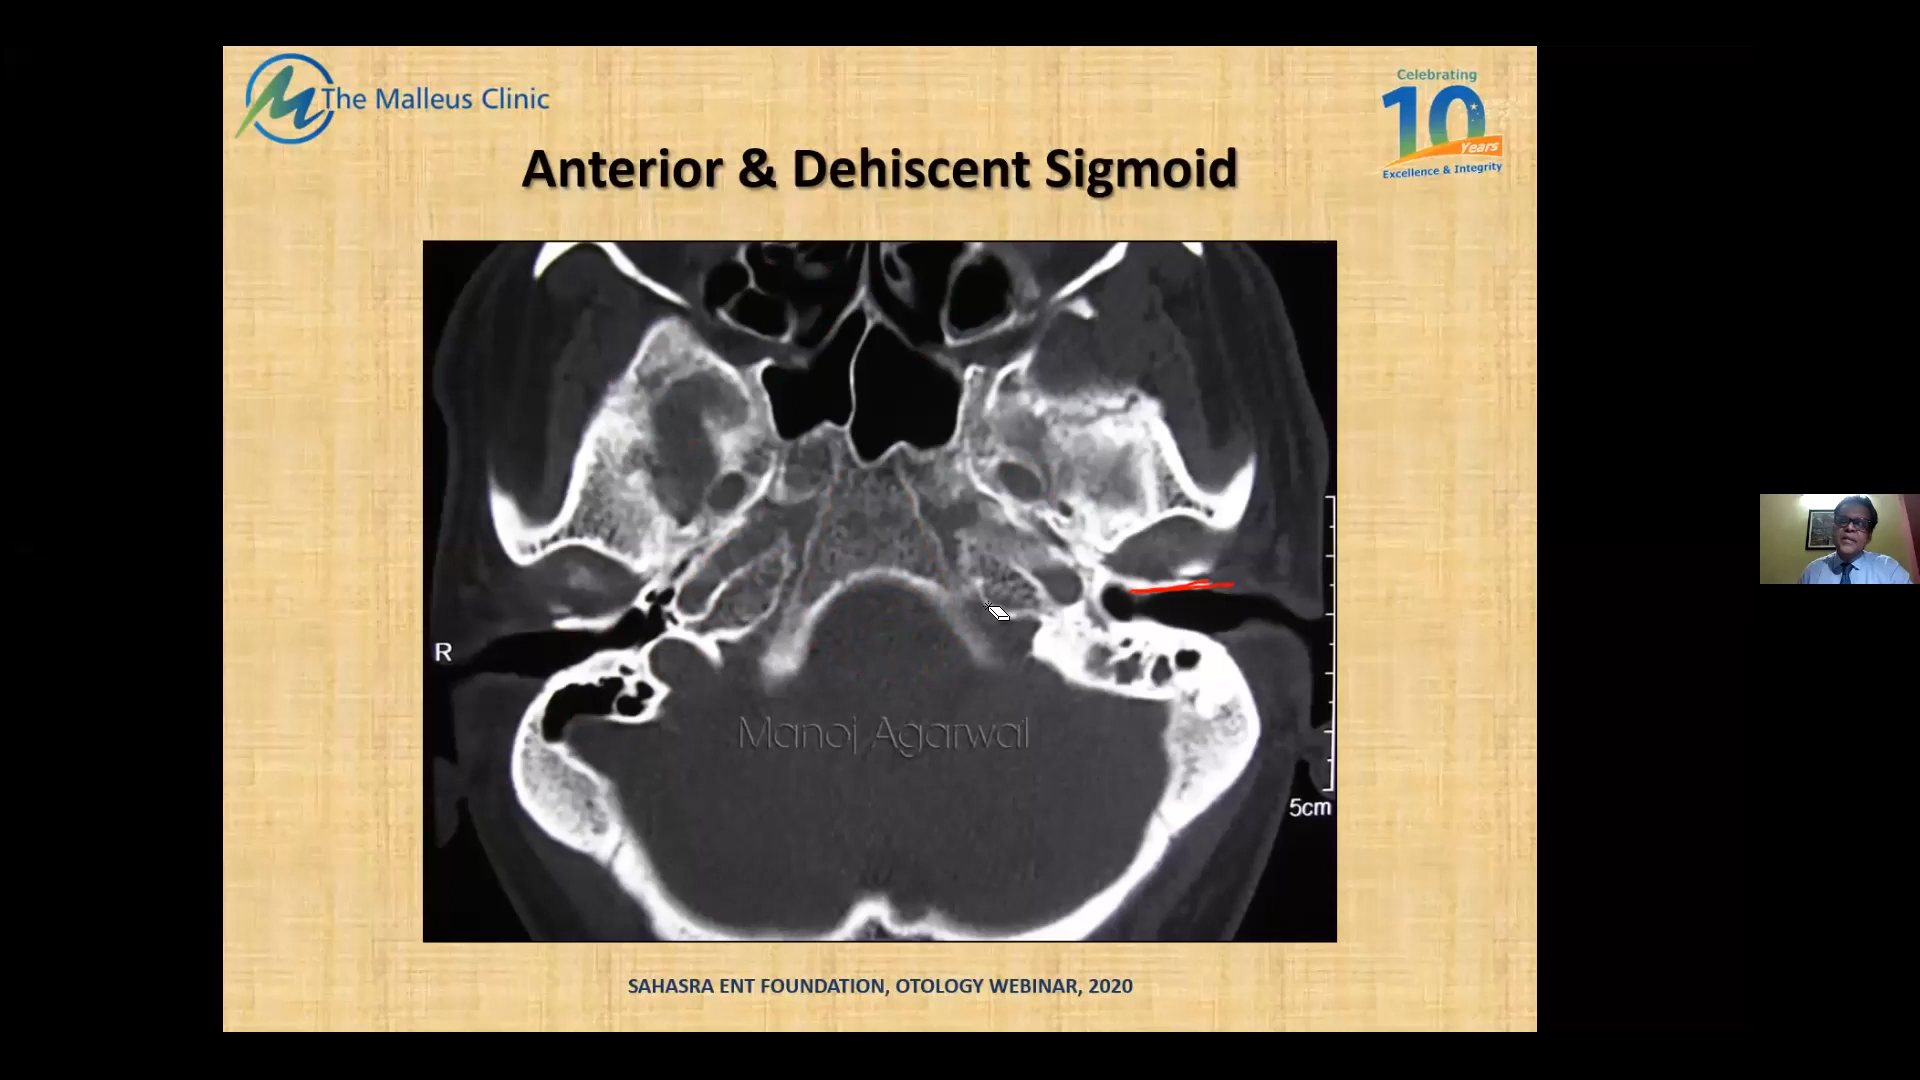 The Malleus Clinic
Celebrating
10
Years
Excellence & Integrity
Anterior & Dehiscent Sigmoid
R
Manoj Agarwal
5cm
SAHASRA ENT FOUNDATION, OTOLOGY WEBINAR, 2020